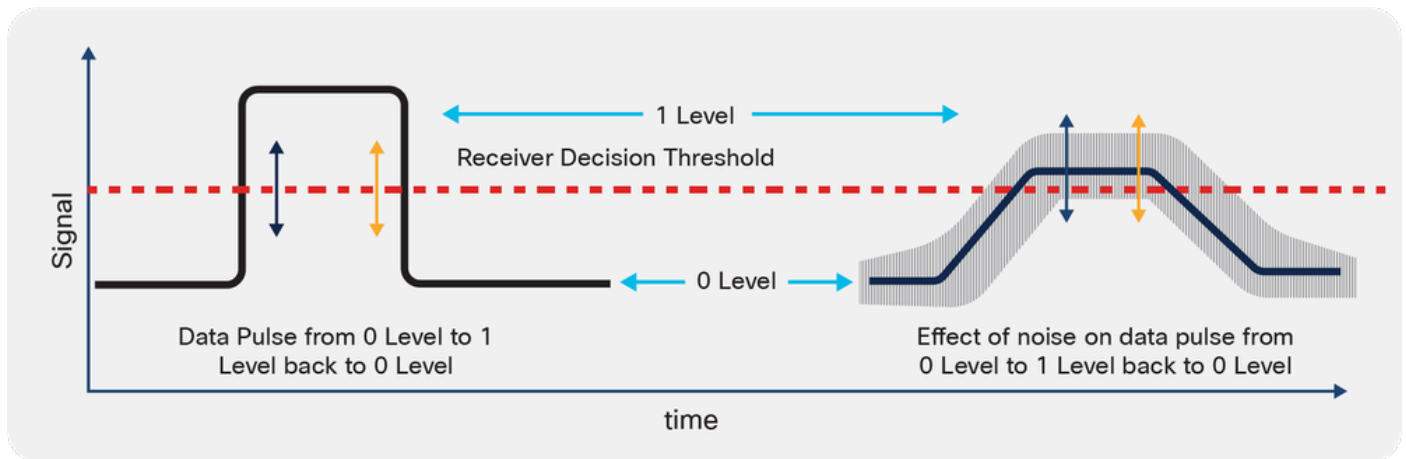 1 Level
Receiver Decision Threshold
Signal
0 Level
Data Pulse from 0 Level to 1
Level back to 0 Level
Effect of noise on data pulse from
0 Level to 1 Level back to 0 Level
time